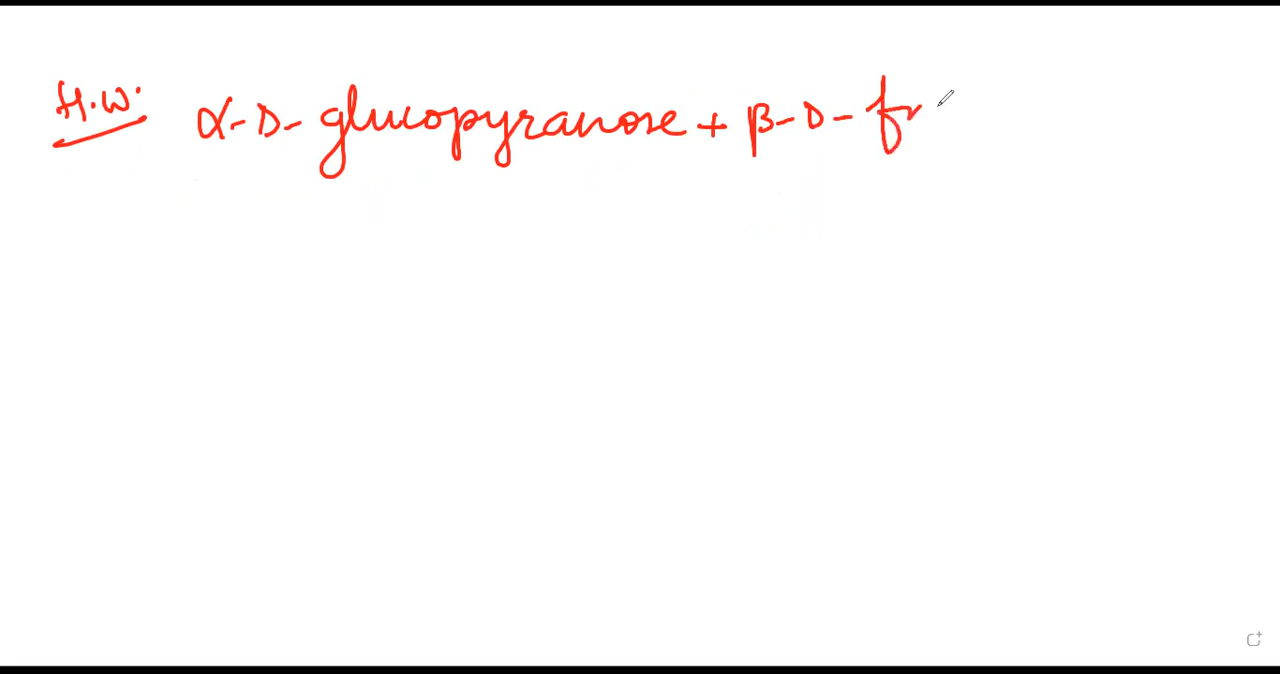 H.W. α-D-glucopyranose + β-D-fr